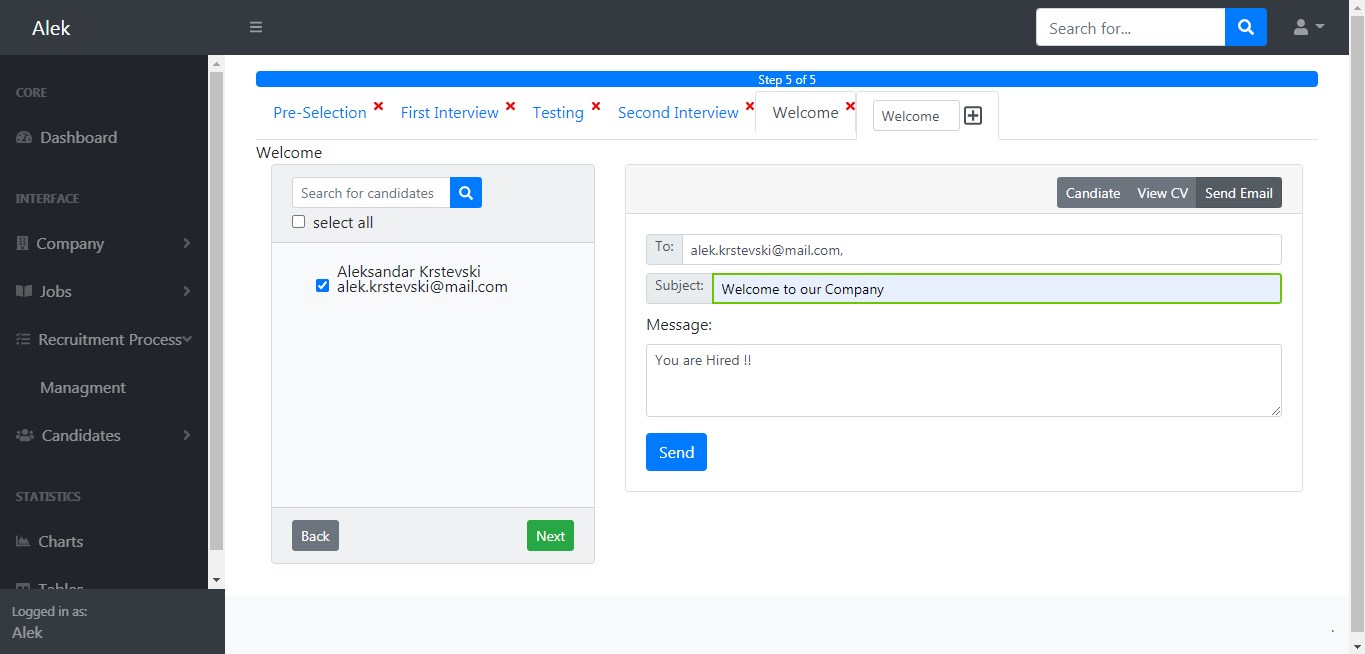 Alek
Search for...
CORE
Dashboard
INTERFACE
Company
Jobs
Recruitment Process
Managment
Candidates
STATISTICS
Charts
Tables
Logged in as:
Alek
Step 5 of 5
Pre-Selection First Interview Testing Second Interview Welcome Welcome
Welcome
Search for candidates
select all
Aleksandar Krstevski
alek.krstevski@mail.com
Back Next
Candiate View CV Send Email
To: alek.krstevski@mail.com,
Subject: Welcome to our Company
Message:
You are Hired !!
Send